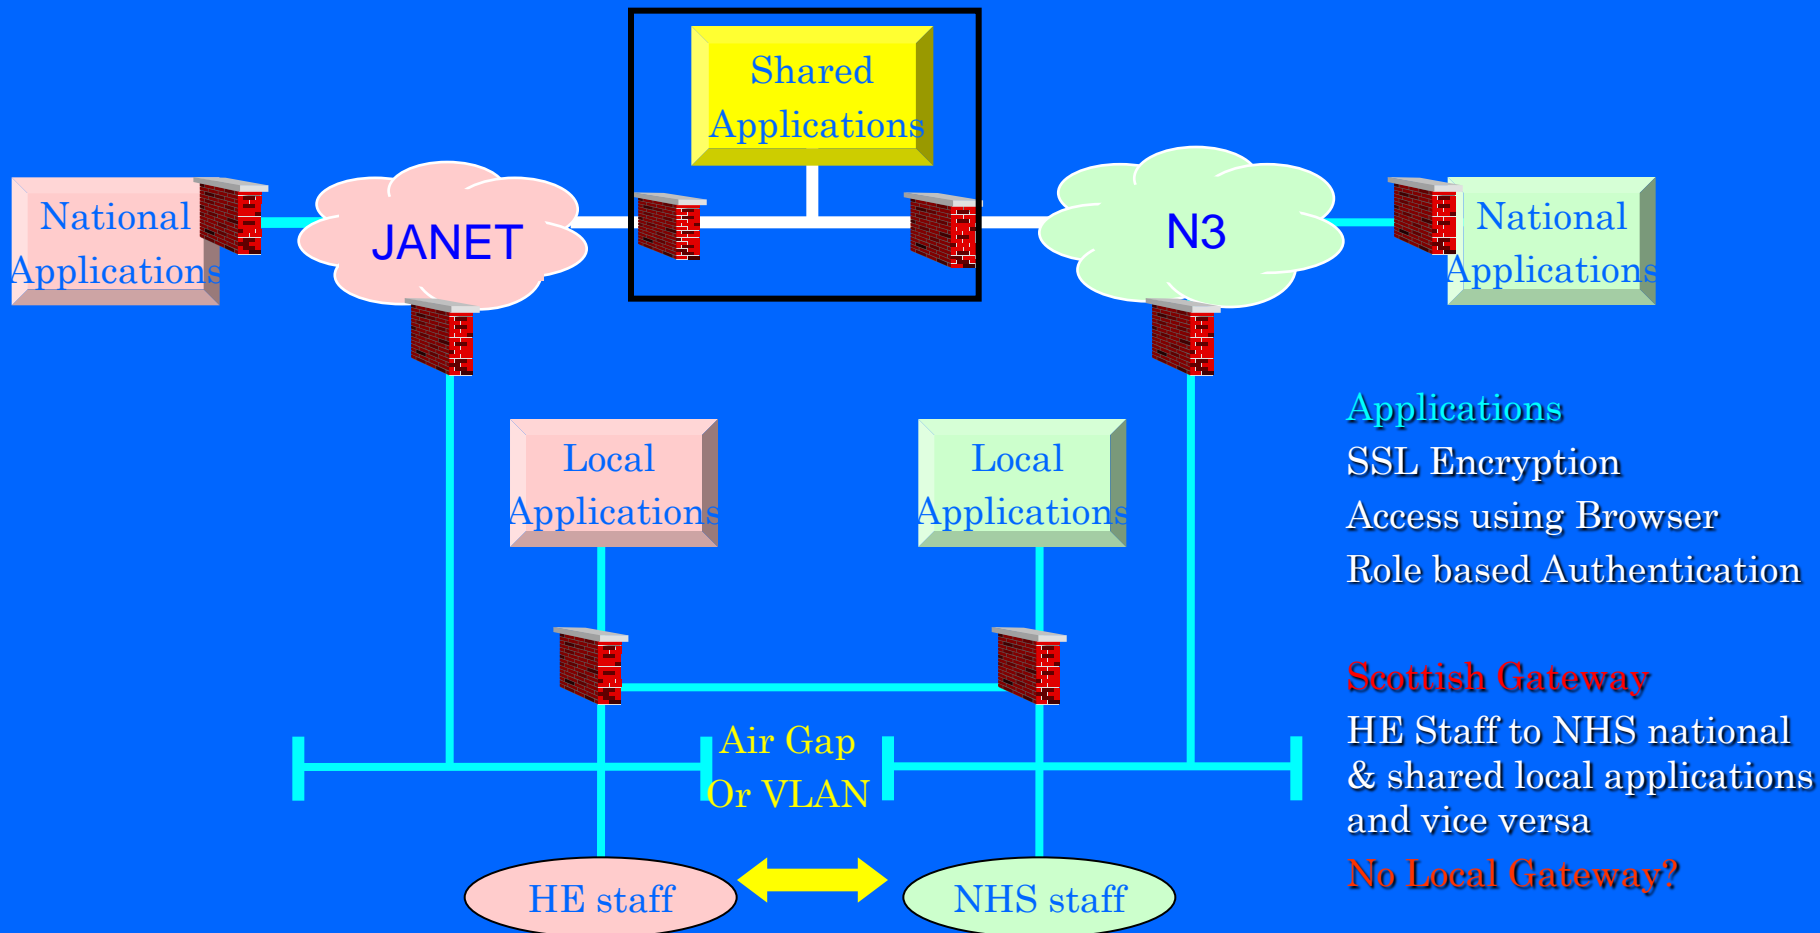 Shared
Applications
National
Applications
JANET
N3
National
Applications
Local
Applications
Local
Applications
Applications
SSL Encryption
Access using Browser
Role based Authentication
Scottish Gateway
HE Staff to NHS national
& shared local applications
and vice versa
No Local Gateway?
Air Gap
Or VLAN
HE staff
NHS staff